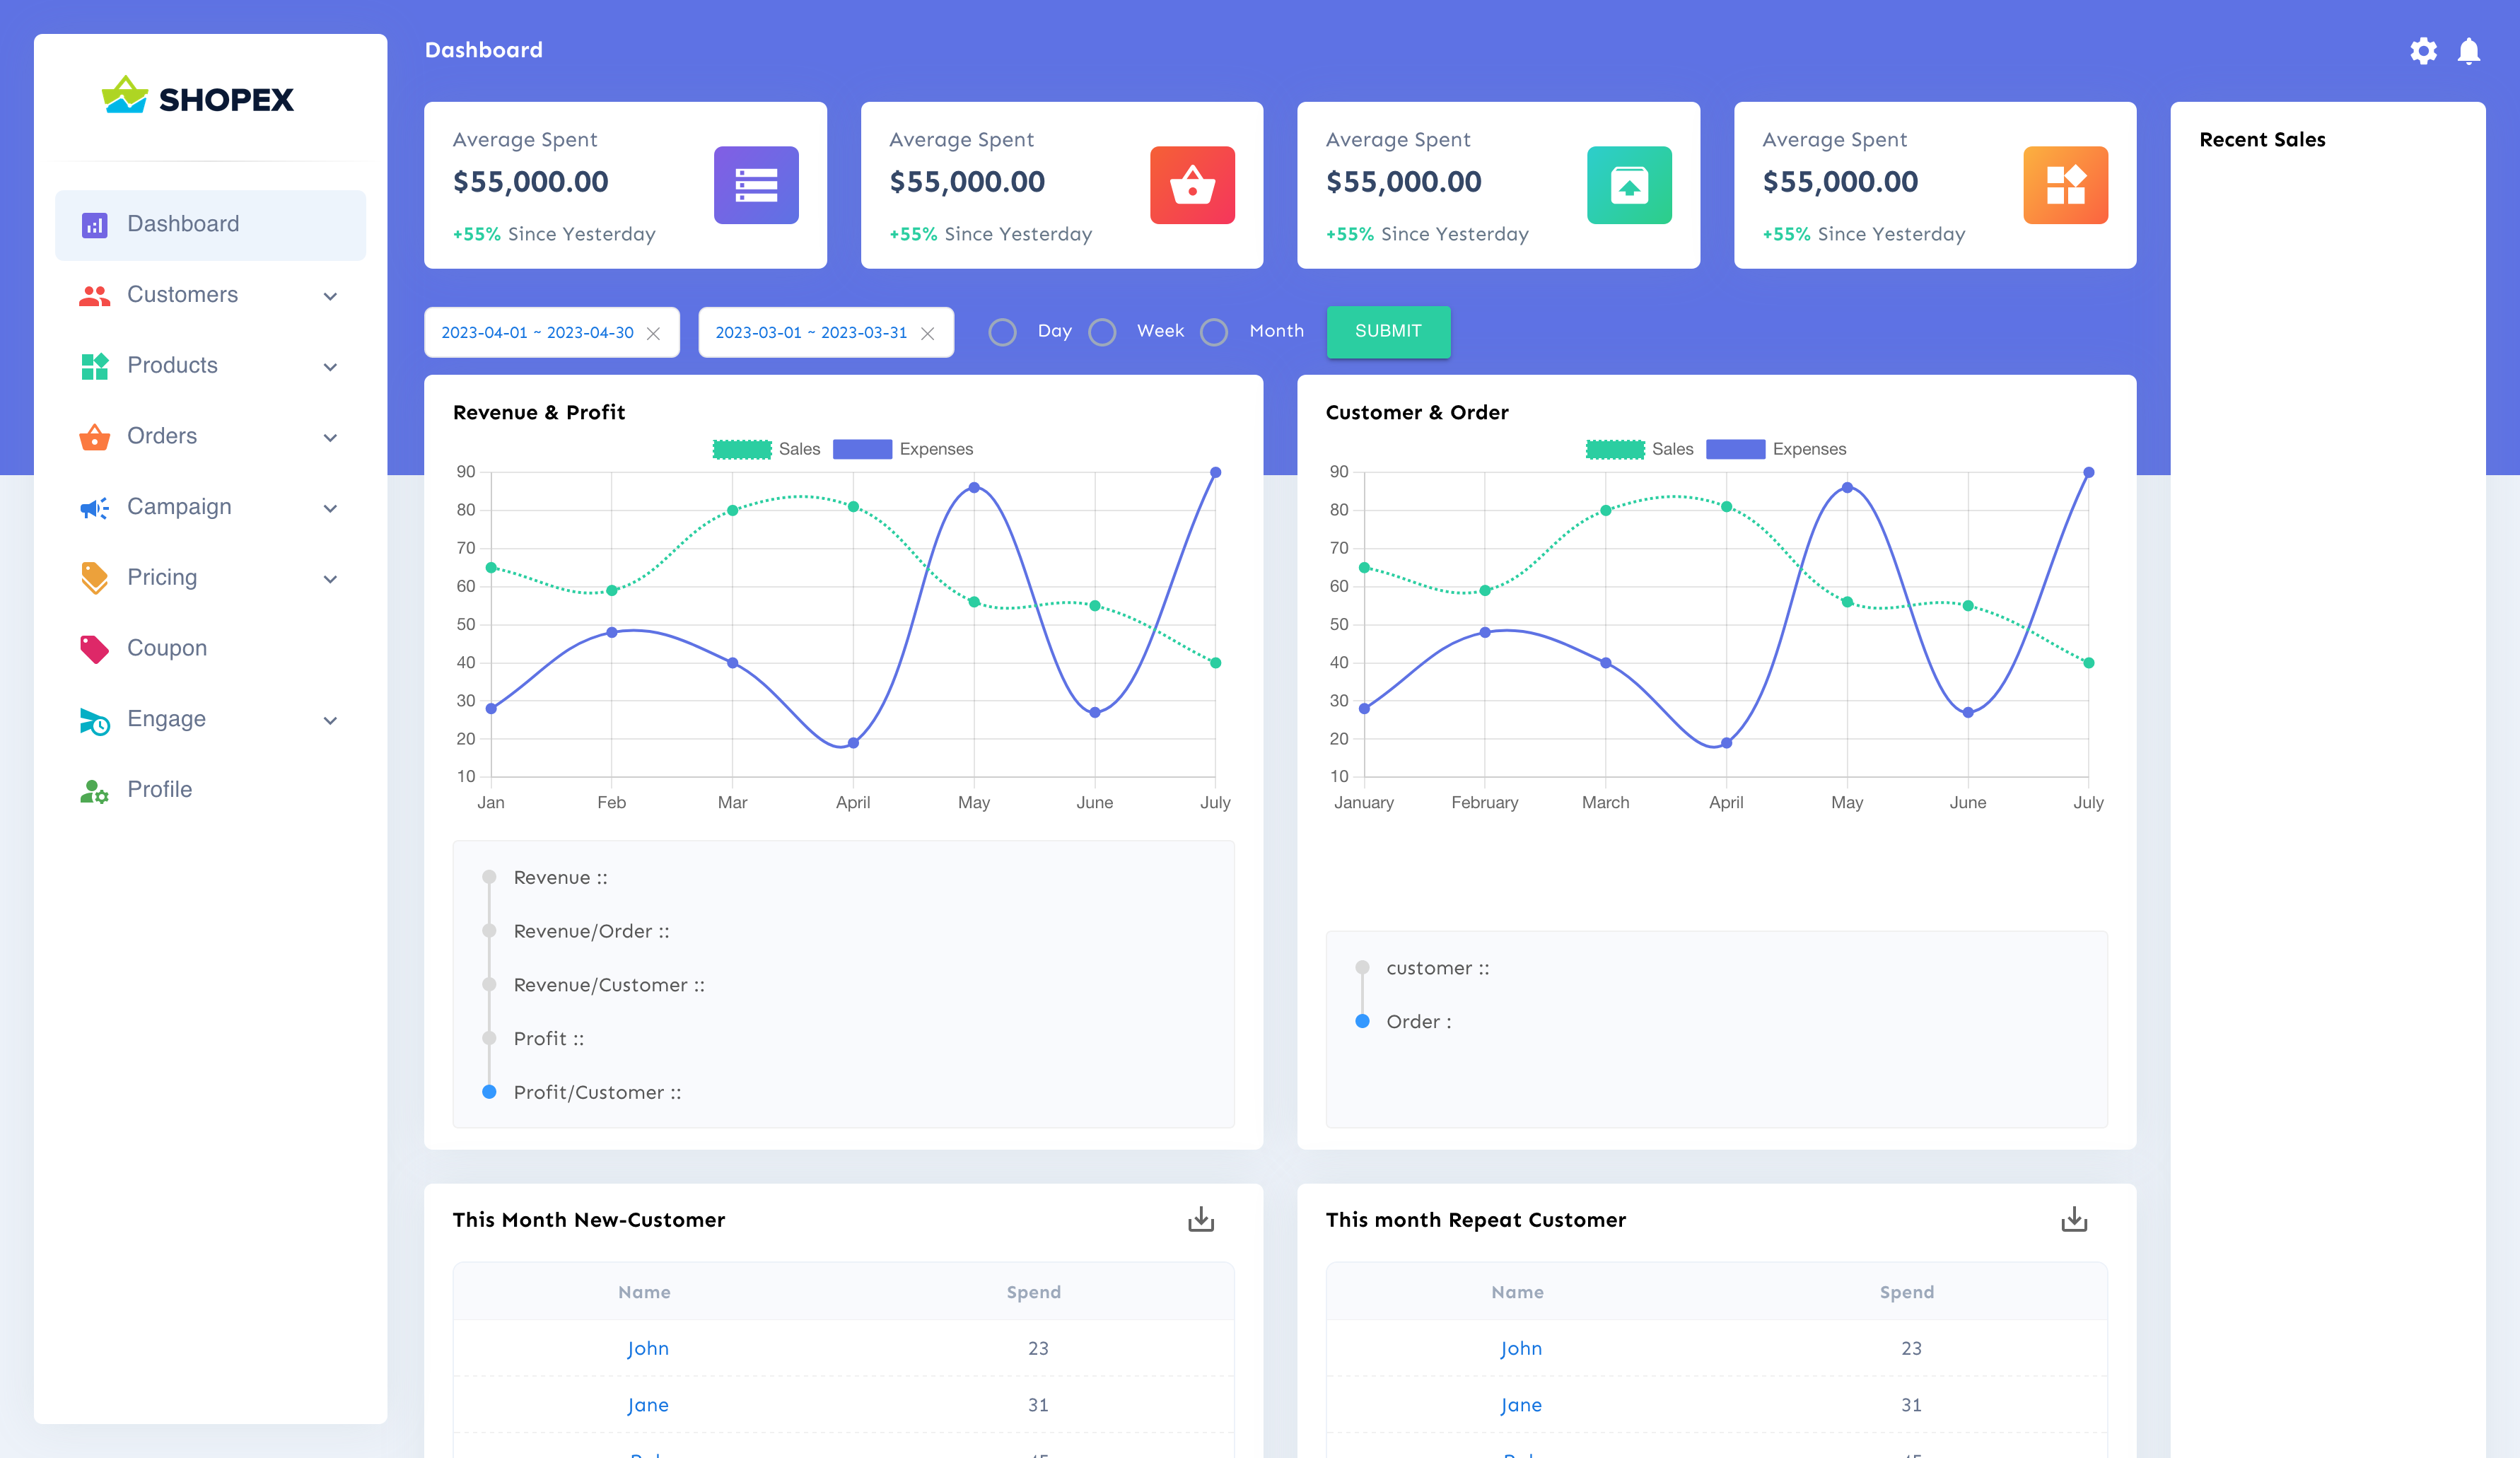 SHOPEX
Dashboard
Customers
Products
Orders
Campaign
Pricing
Coupon
Engage
Profile
Dashboard
Average Spent
$55,000.00
+55% Since Yesterday
Average Spent
$55,000.00
+55% Since Yesterday
Average Spent
$55,000.00
+55% Since Yesterday
Average Spent
$55,000.00
+55% Since Yesterday
2023-04-01 ~ 2023-04-30
2023-03-01 ~ 2023-03-31
Day Week Month SUBMIT
Revenue & Profit
Sales Expenses
90
80
70
60
50
40
30
20
10
Jan Feb Mar April May June July
Revenue ::
Revenue/Order ::
Revenue/Customer ::
Profit ::
Profit/Customer ::
Customer & Order
Sales Expenses
90
80
70
60
50
40
30
20
10
January February March April May June July
customer ::
Order :
This Month New-Customer
Name Spend
John 23
Jane 31
This month Repeat Customer
Name Spend
John 23
Jane 31
Recent Sales